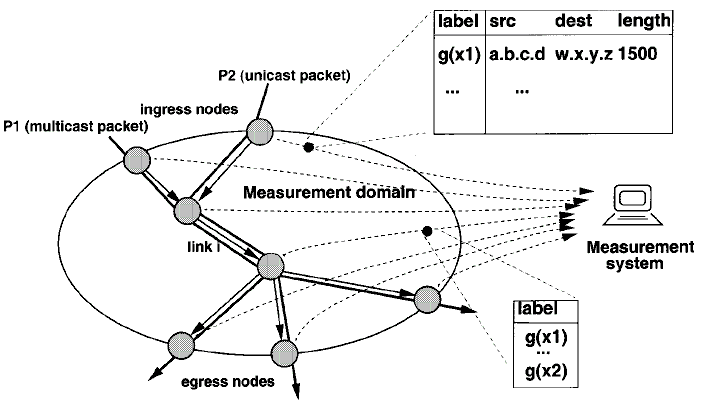 label src dest length
g(x1) a.b.c.d w.x.y.z 1500
... ...
P2 (unicast packet)
ingress nodes
P1 (multicast packet)
Measurement domain
link i
Measurement
system
label
g(x1)
...
g(x2)
egress nodes